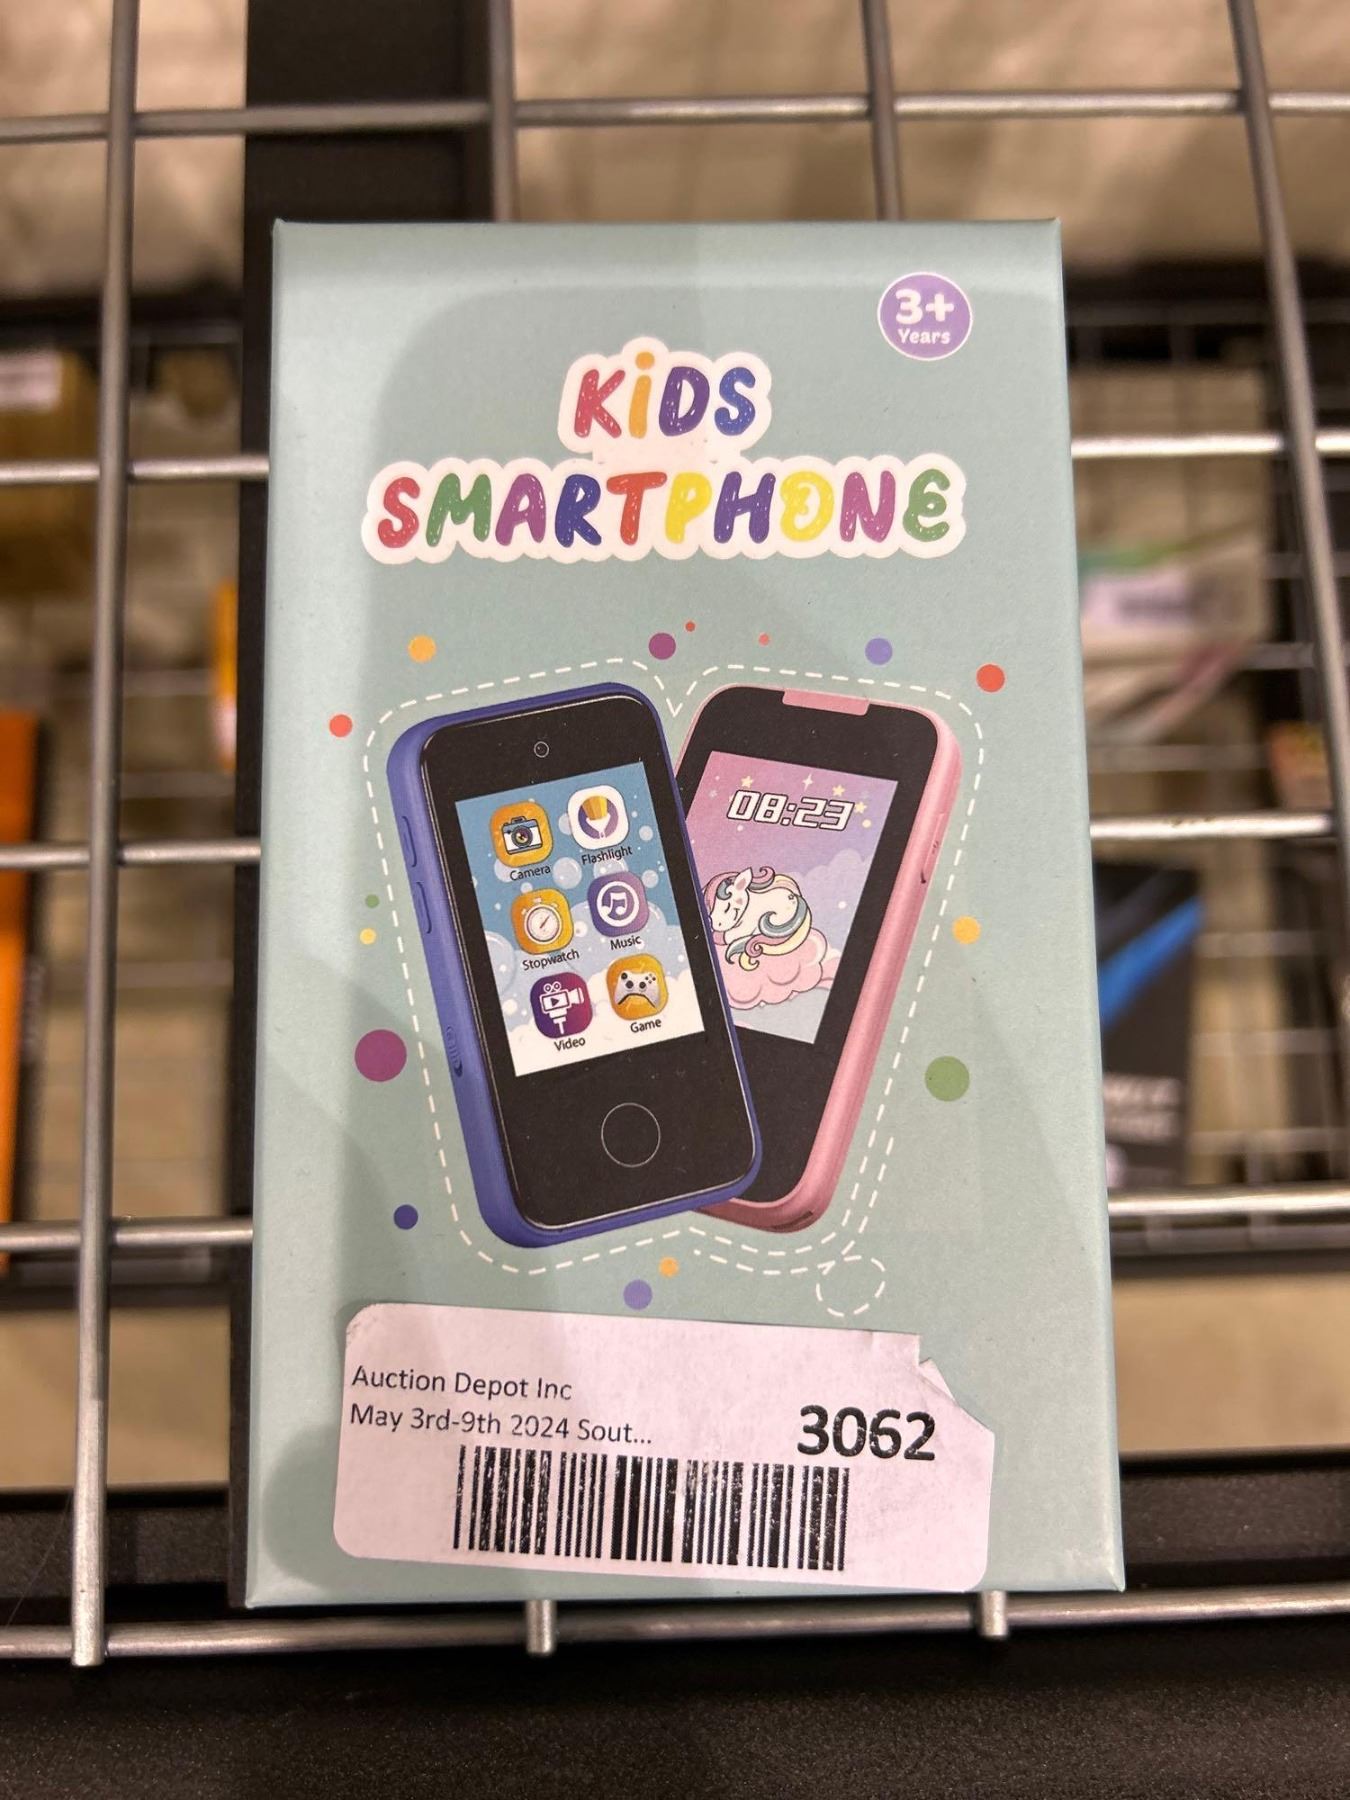 3+
Years
KiDS
SMARTPHONE
08:23
Camera
Flashlight
Stopwatch
Music
Video
Game
Auction Depot Inc
May 3rd-9th 2024 Sout...
3062